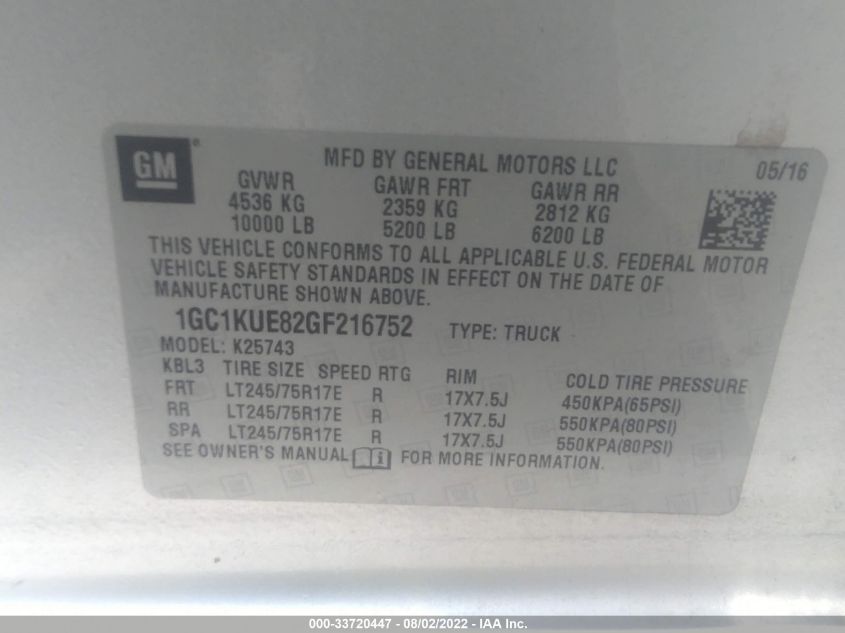 GM®
MFD BY GENERAL MOTORS LLC 05/16
GVWR GAWR FRT GAWR RR
4536 KG 2359 KG 2812 KG
10000 LB 5200 LB 6200 LB
THIS VEHICLE CONFORMS TO ALL APPLICABLE U.S. FEDERAL MOTOR
VEHICLE SAFETY STANDARDS IN EFFECT ON THE DATE OF
MANUFACTURE SHOWN ABOVE.
1GC1KUE82GF216752 TYPE: TRUCK
MODEL: K25743
KBL3 TIRE SIZE SPEED RTG RIM COLD TIRE PRESSURE
FRT LT245/75R17E R 17X7.5J 450KPA(65PSI)
RR LT245/75R17E R 17X7.5J 550KPA(80PSI)
SPA LT245/75R17E R 17X7.5J 550KPA(80PSI)
SEE OWNER'S MANUAL FOR MORE INFORMATION.
000-33720447 - 08/02/2022 - IAA Inc.